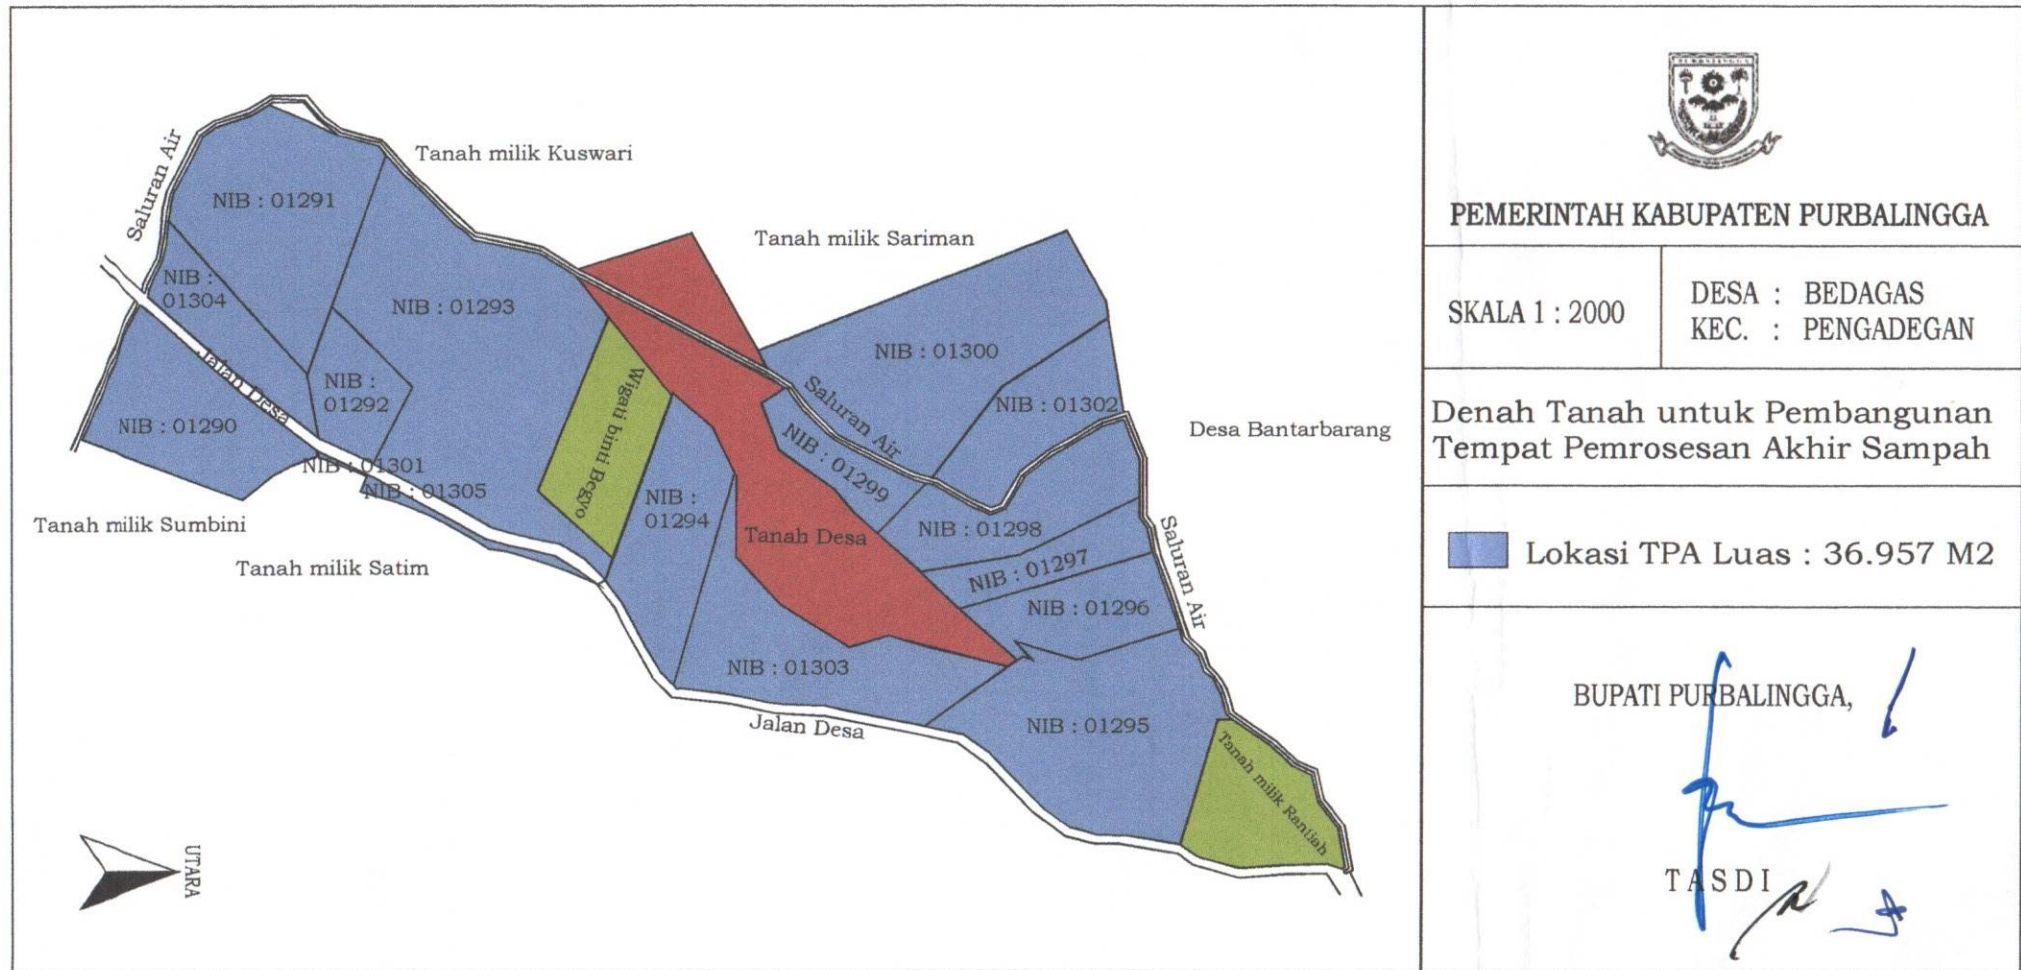 Tanah milik Kuswari
Saluran Air
NIB : 01291
Tanah milik Sariman
NIB :
01304
NIB : 01293
NIB : 01300
Jalan Desa
NIB :
01292
Wigati binti Begyo
Saluran Air
NIB : 01302
NIB : 01290
Desa Bantarbarang
NIB : 01299
NIB : 01301
NIB : 01305
NIB :
01294
Tanah milik Sumbini
Tanah Desa
NIB : 01298
Tanah milik Satim
NIB : 01297
Saluran Air
NIB : 01296
NIB : 01303
Jalan Desa
NIB : 01295
Tanah milik Rantiah
UTARA
PEMERINTAH KABUPATEN PURBALINGGA
SKALA 1 : 2000
DESA : BEDAGAS
KEC. : PENGADEGAN
Denah Tanah untuk Pembangunan
Tempat Pemrosesan Akhir Sampah
Lokasi TPA Luas : 36.957 M2
BUPATI PURBALINGGA,
TASDI